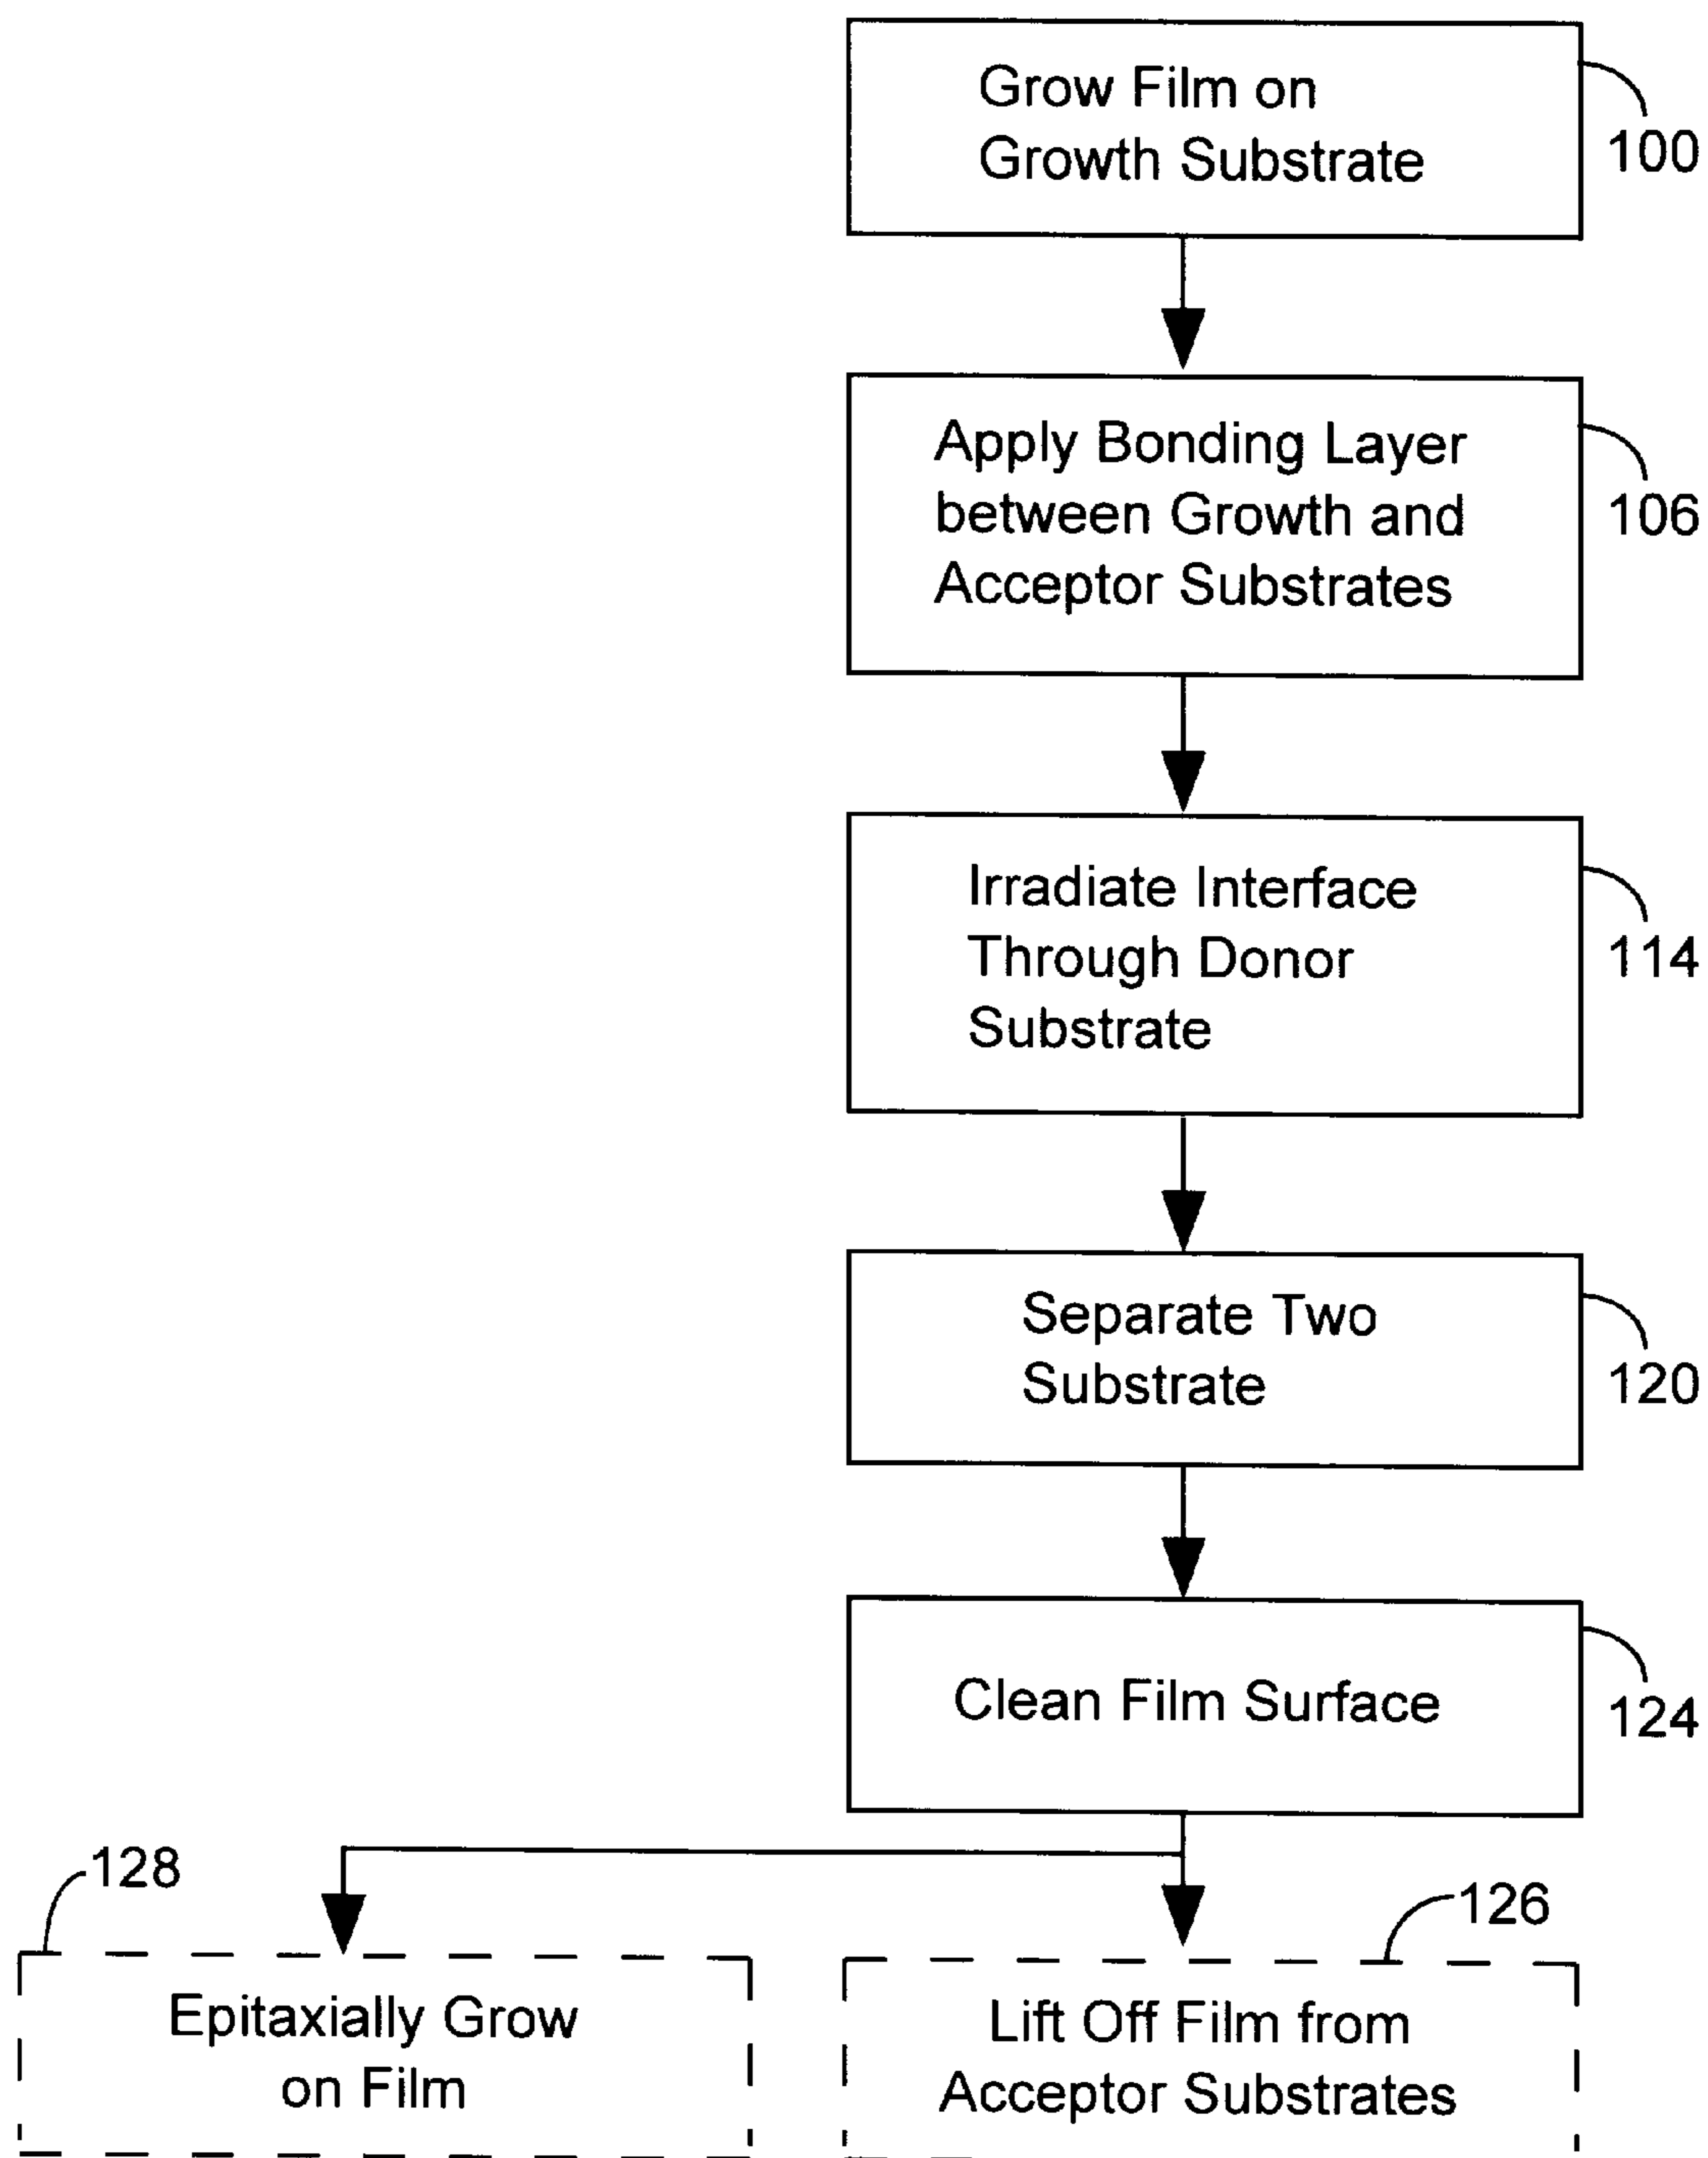 Grow Film on
Growth Substrate
100
Apply Bonding Layer
between Growth and
Acceptor Substrates
106
Irradiate Interface
Through Donor
Substrate
114
Separate Two
Substrate
120
Clean Film Surface
124
128
Epitaxially Grow
on Film
126
Lift Off Film from
Acceptor Substrates